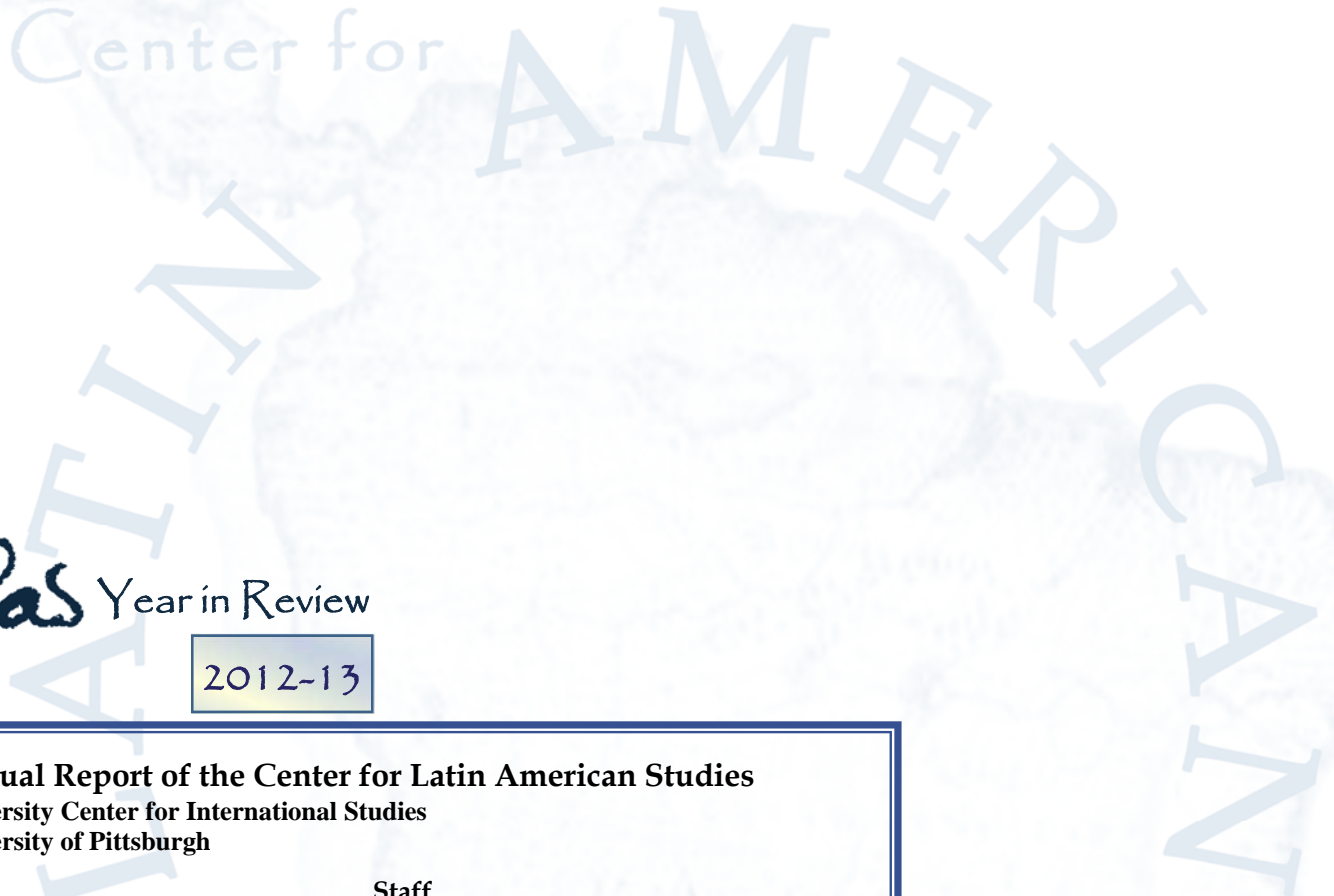 Center for
LATIN AMERICAN
Year in Review
2012-13
ual Report of the Center for Latin American Studies
ersity Center for International Studies
ersity of Pittsburgh
Staff